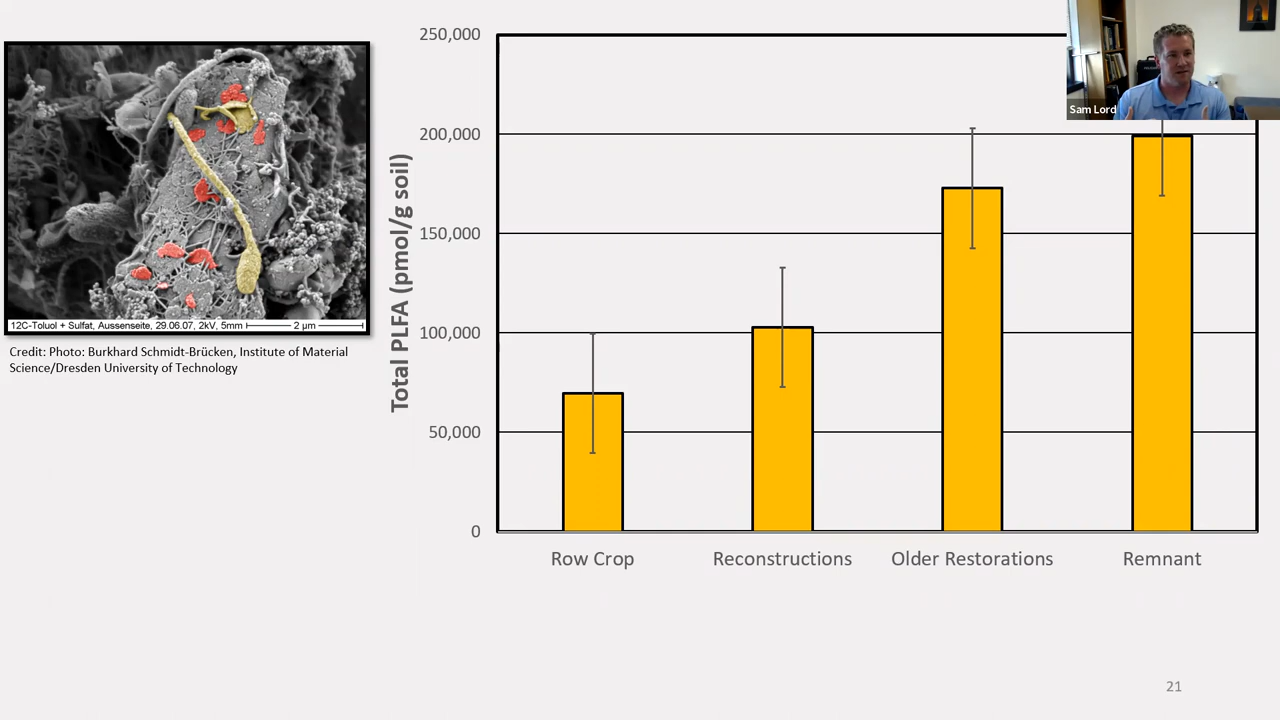 250,000
200,000
150,000
100,000
50,000
0
Total PLFA (pmol/g soil)
Row Crop
Reconstructions
Older Restorations
Remnant
12C-Toluol + Sulfat, Aussenseite, 29.06.07, 2kV, 5mm 2 µm
Credit: Photo: Burkhard Schmidt-Brücken, Institute of Material
Science/Dresden University of Technology
Sam Lord
21